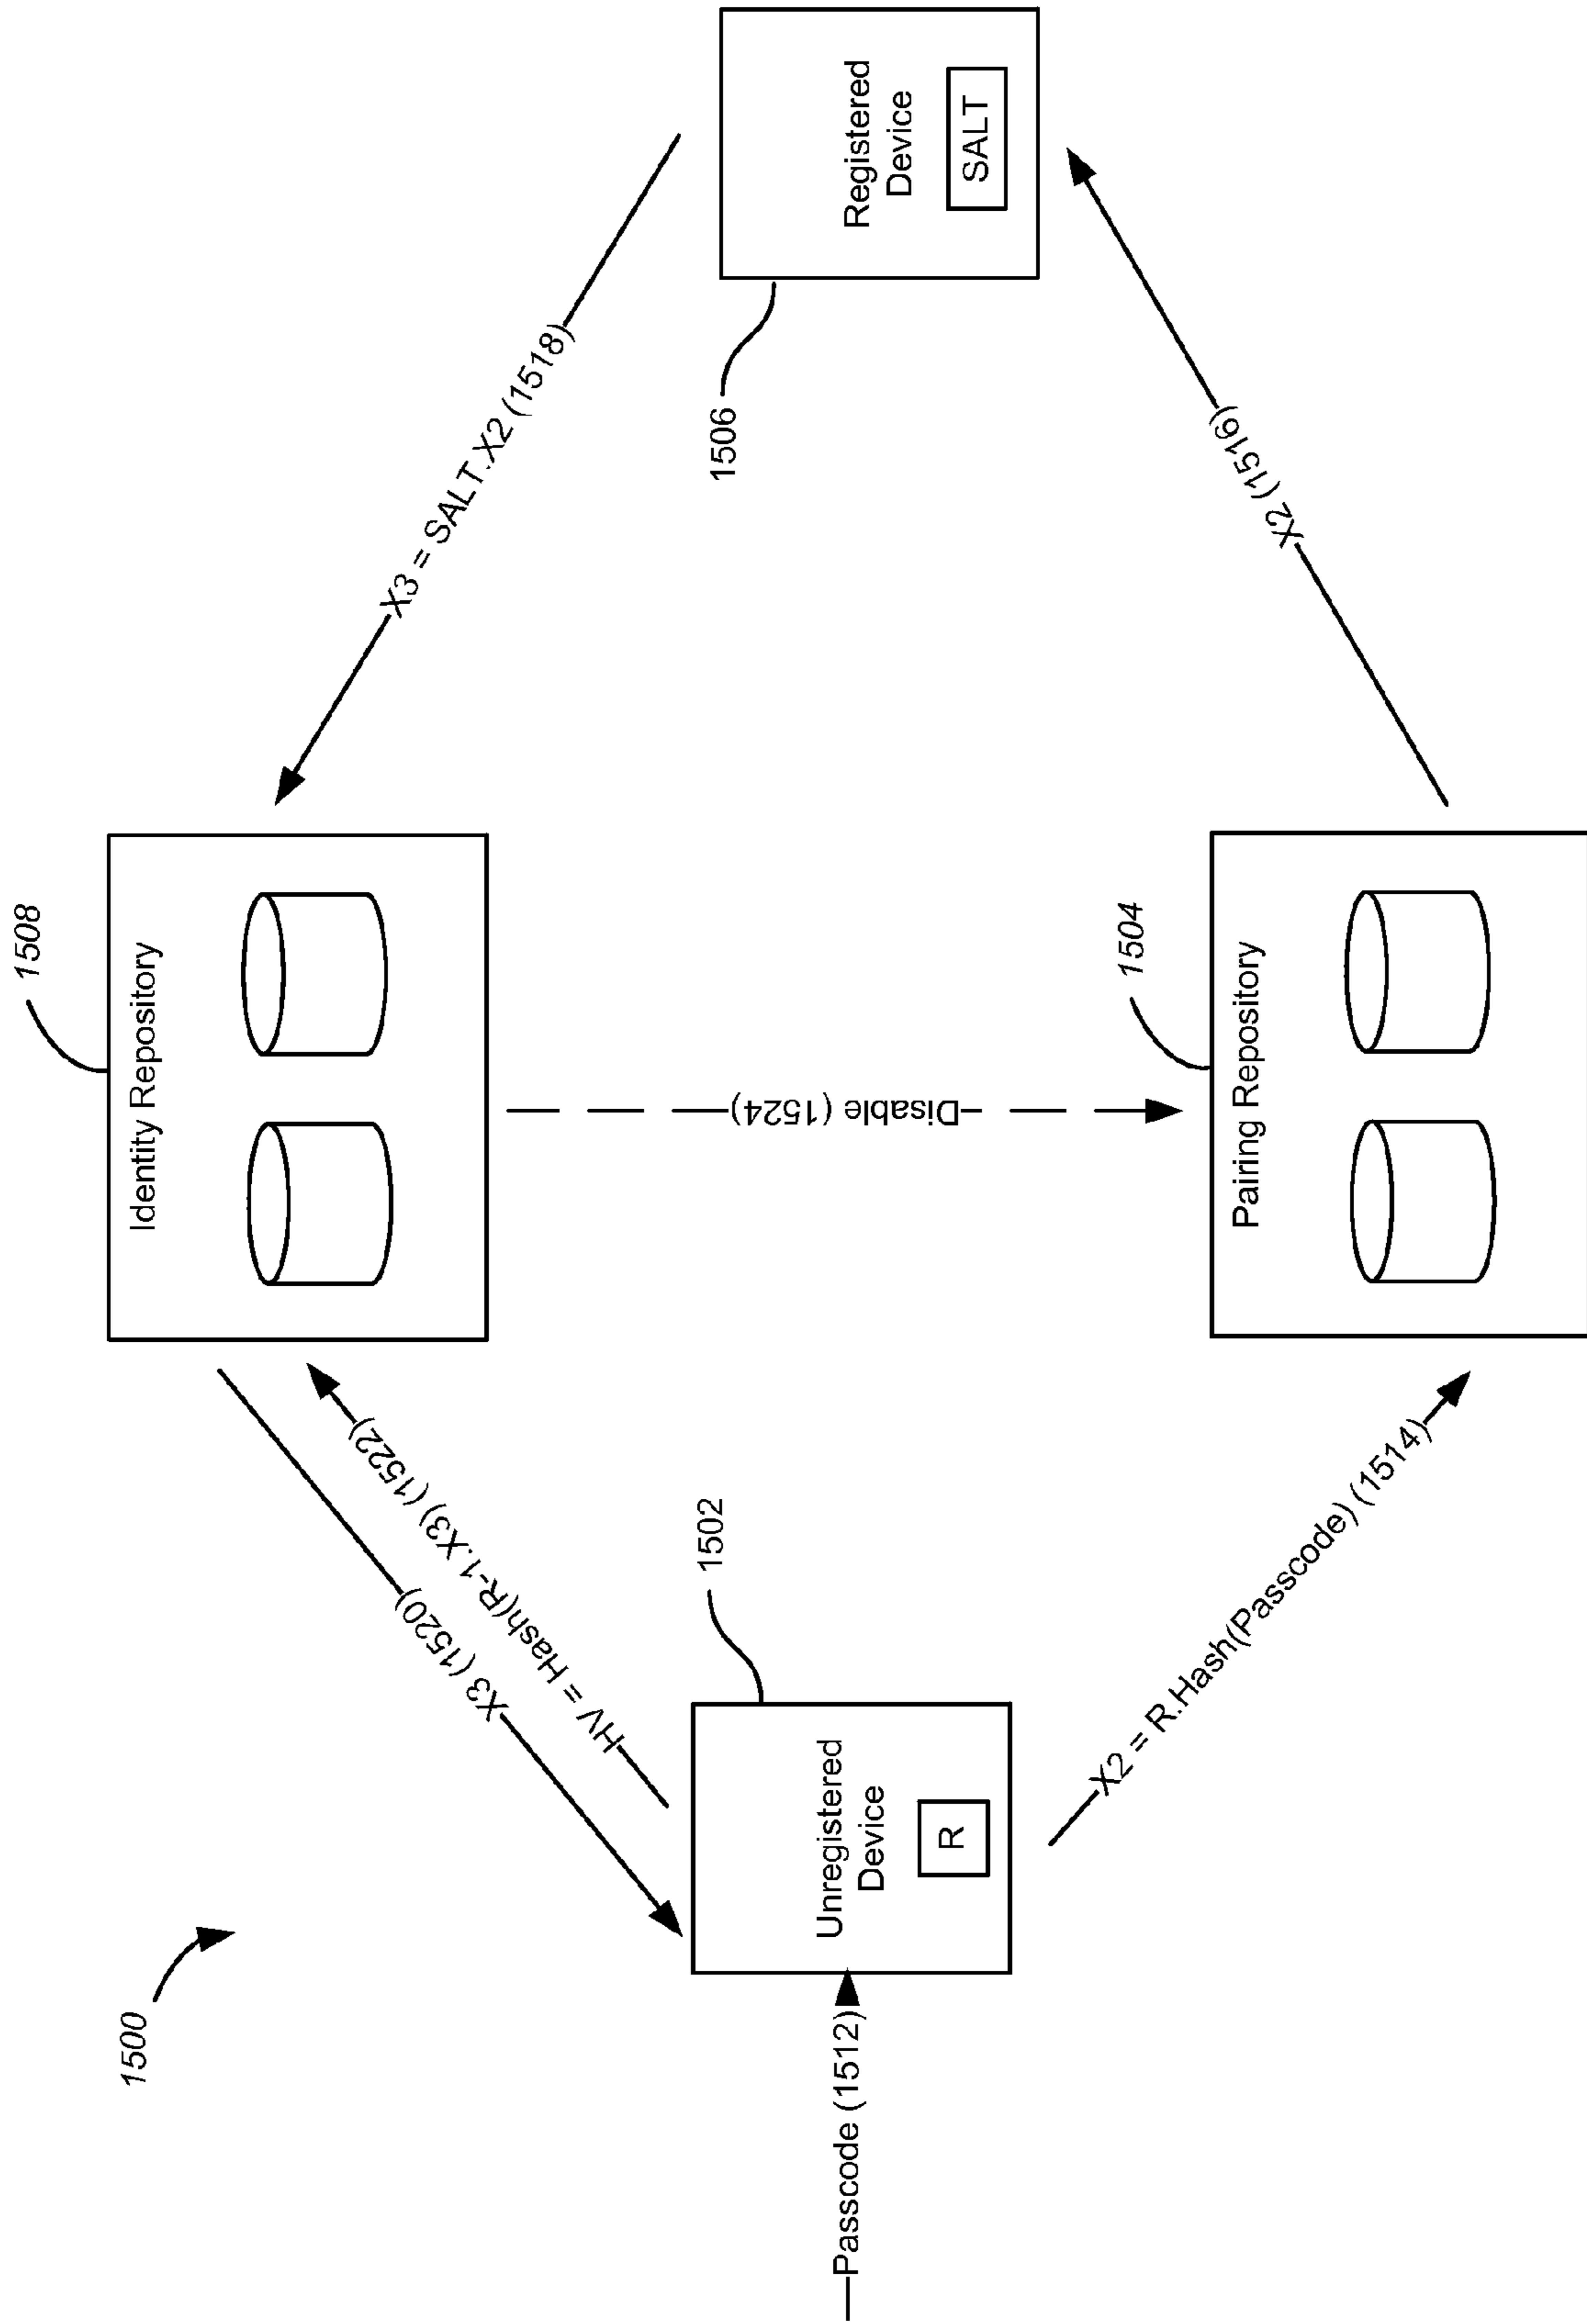 1500
1508
Identity Repository
X3 (1520)
HV = Hash(R-1.X3) (1522)
X3 = SALT.X2 (1518)
Passcode (1512)
1502
Unregistered
Device
R
Disable (1524)
1506
Registered
Device
SALT
1504
Pairing Repository
X2 = R.Hash(Passcode) (1514)
X2 (1516)